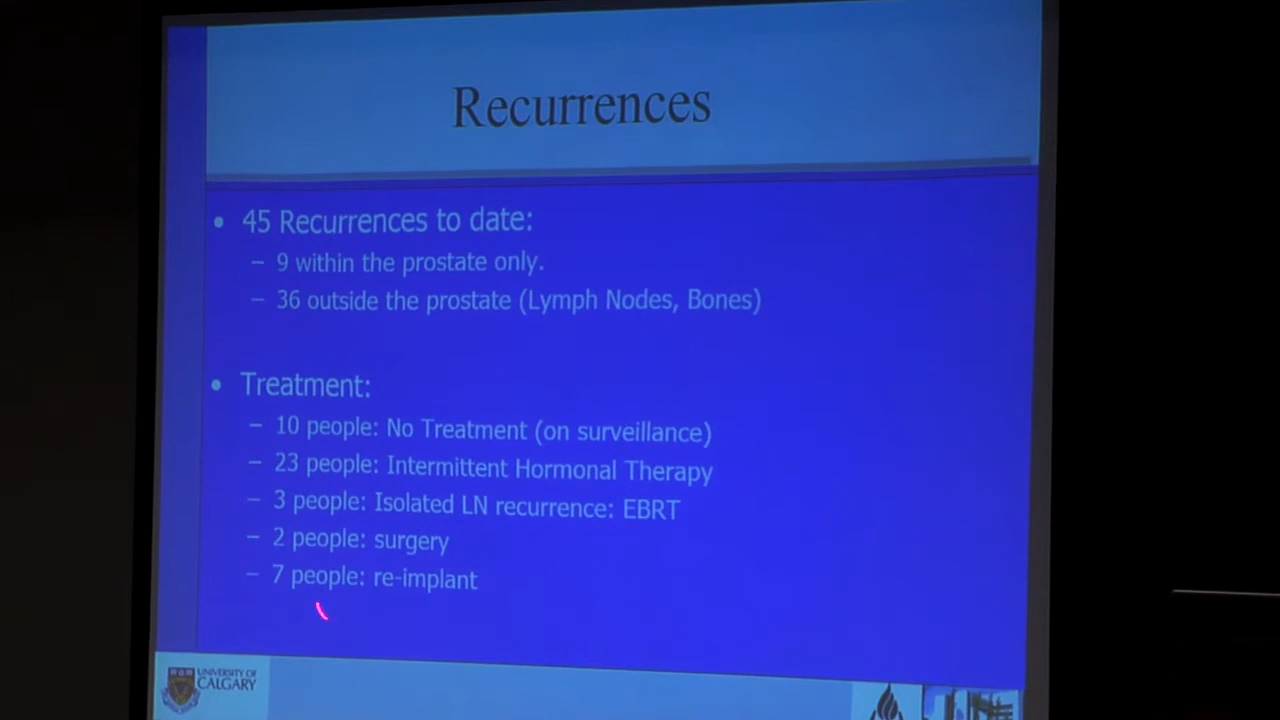 Recurrences
• 45 Recurrences to date:
– 9 within the prostate only.
– 36 outside the prostate (Lymph Nodes, Bones)
• Treatment:
– 10 people: No Treatment (on surveillance)
– 23 people: Intermittent Hormonal Therapy
– 3 people: Isolated LN recurrence: EBRT
– 2 people: surgery
– 7 people: re-implant
UNIVERSITY OF
CALGARY